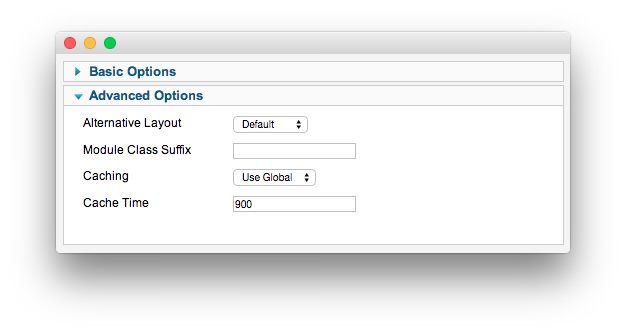 Basic Options
Advanced Options
Alternative Layout Default
Module Class Suffix
Caching Use Global
Cache Time 900